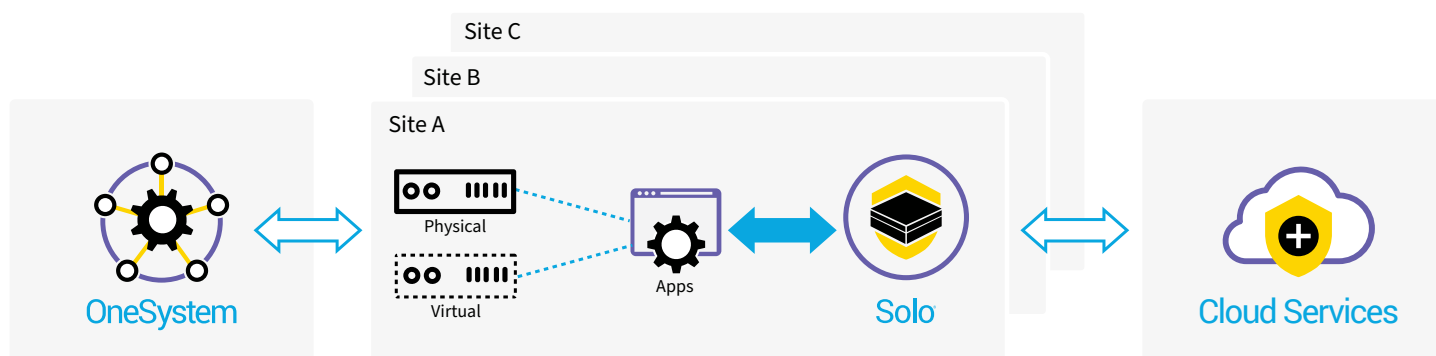 Site C
Site B
Site A
Physical
Virtual
Apps
OneSystem
Solo
Cloud Services